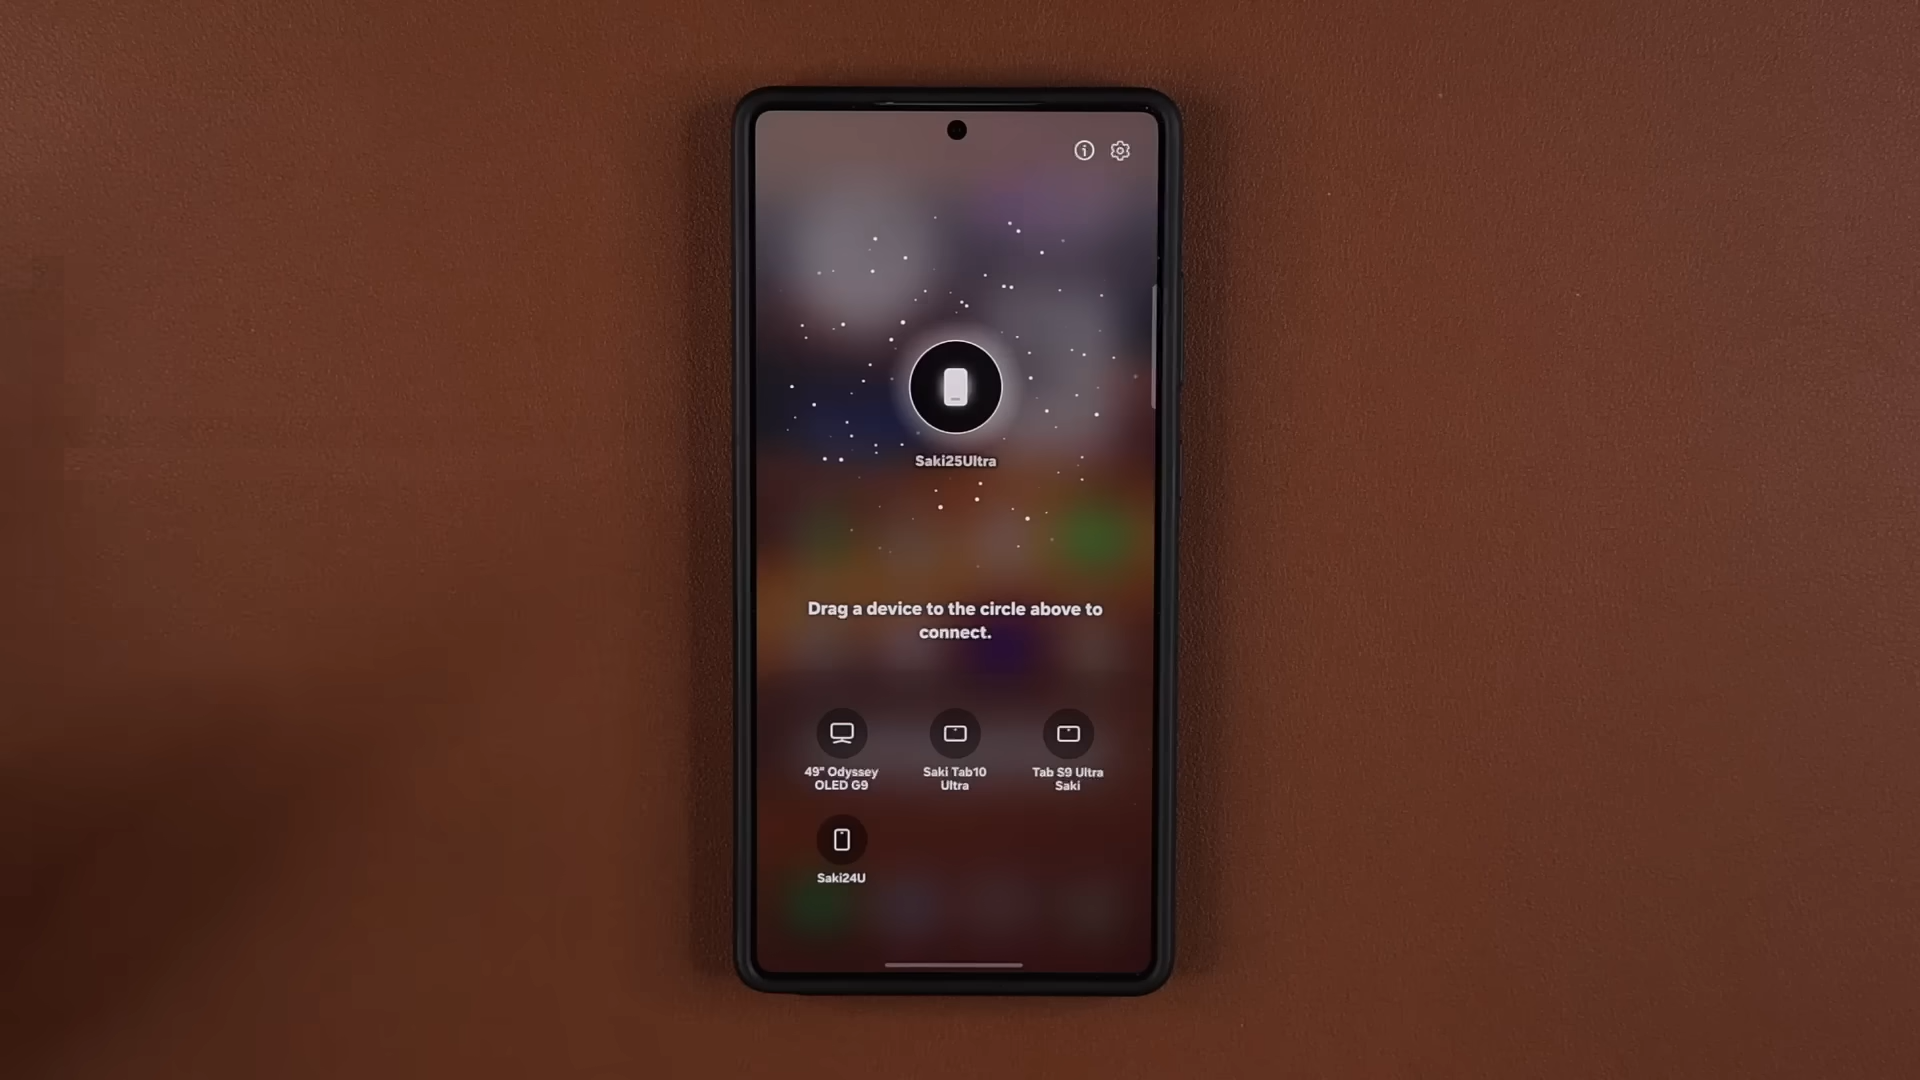 Saki25Ultra
Drag a device to the circle above to
connect.
49" Odyssey
OLED G9
Saki Tab10
Ultra
Tab S9 Ultra
Saki
Saki24U